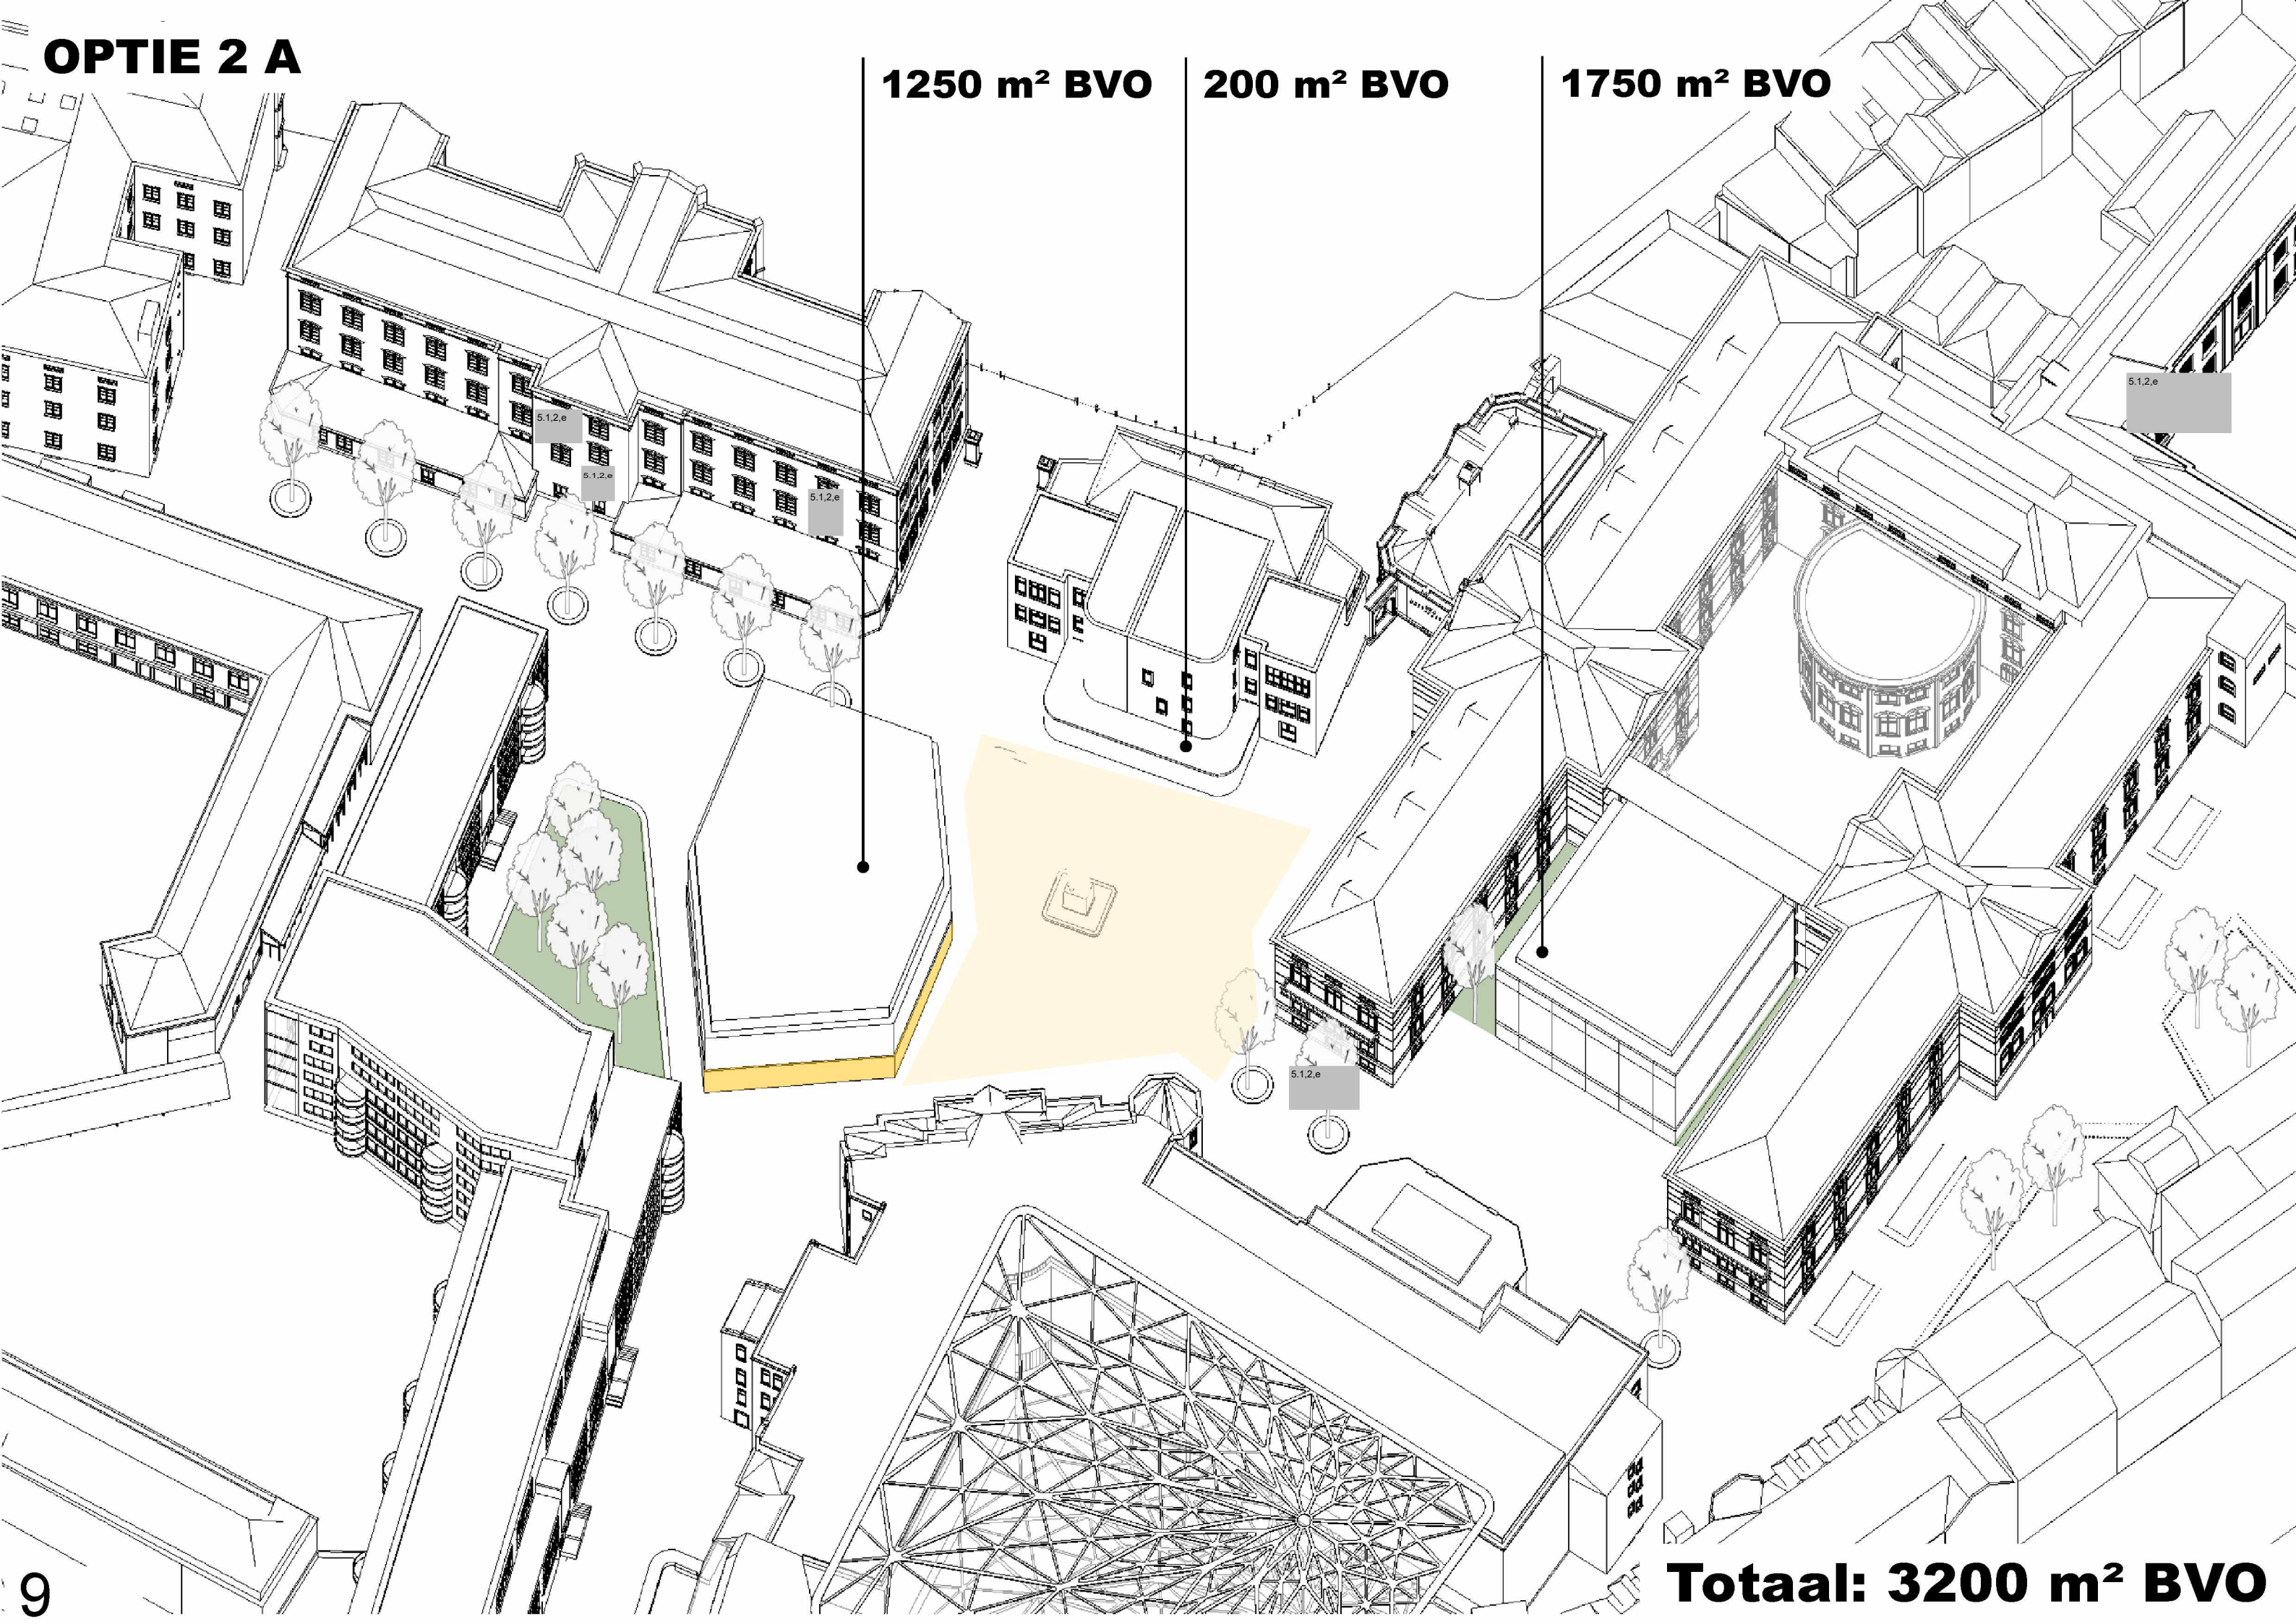 OPTIE 2 A
1250 m² BVO
200 m² BVO
1750 m² BVO
5.1,2,e
5.1,2,e
5.1,2,e
5.1,2,e
5.1,2,e
9
Totaal: 3200 m² BVO